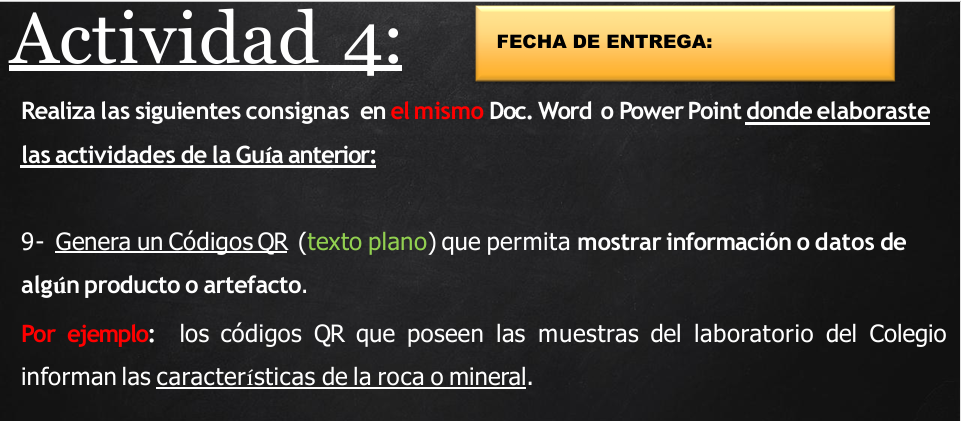 Actividad 4:
FECHA DE ENTREGA:
Realiza las siguientes consignas en el mismo Doc. Word o Power Point donde elaboraste
las actividades de la Guía anterior:
9- Genera un Códigos QR (texto plano) que permita mostrar información o datos de
algún producto o artefacto.
Por ejemplo: los códigos QR que poseen las muestras del laboratorio del Colegio
informan las características de la roca o mineral.